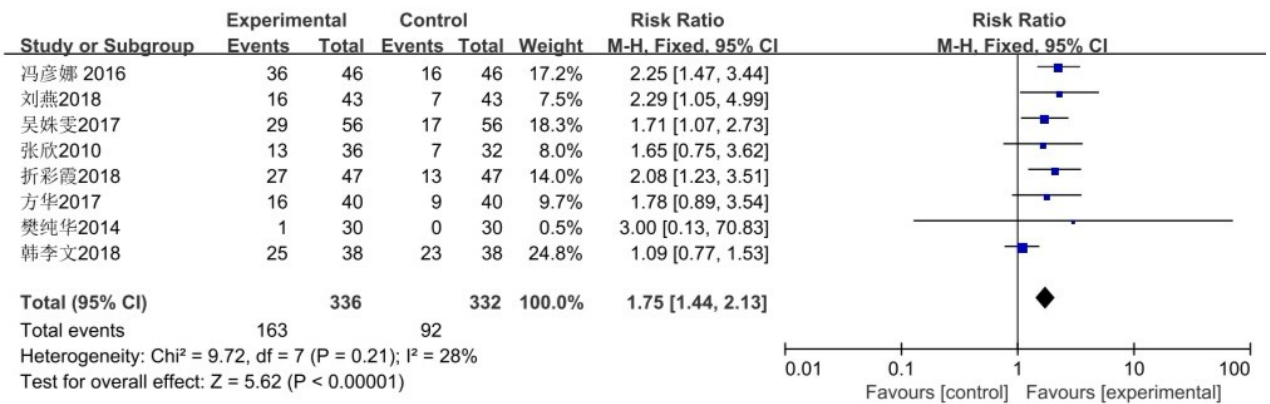 Experimental Control Risk Ratio Risk Ratio
Study or Subgroup Events Total Events Total Weight M-H, Fixed, 95% CI M-H, Fixed, 95% CI
冯彦娜 2016 36 46 16 46 17.2% 2.25 [1.47, 3.44]
刘燕2018 16 43 7 43 7.5% 2.29 [1.05, 4.99]
吴姝雯2017 29 56 17 56 18.3% 1.71 [1.07, 2.73]
张欣2010 13 36 7 32 8.0% 1.65 [0.75, 3.62]
折彩霞2018 27 47 13 47 14.0% 2.08 [1.23, 3.51]
方华2017 16 40 9 40 9.7% 1.78 [0.89, 3.54]
樊纯华2014 1 30 0 30 0.5% 3.00 [0.13, 70.83]
韩李文2018 25 38 23 38 24.8% 1.09 [0.77, 1.53]
Total (95% CI) 336 332 100.0% 1.75 [1.44, 2.13]
Total events 163 92
Heterogeneity: Chi² = 9.72, df = 7 (P = 0.21); I² = 28%
Test for overall effect: Z = 5.62 (P < 0.00001)
0.01 0.1 1 10 100
Favours [control] Favours [experimental]